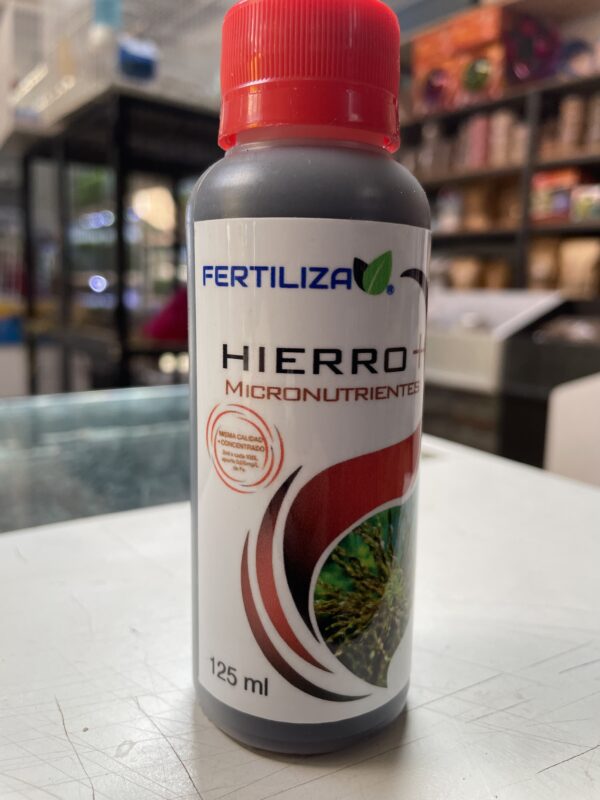 FERTILIZA®
HIERRO +
MICRONUTRIENTES
MISMA CALIDAD
+ CONCENTRADO
125 ml